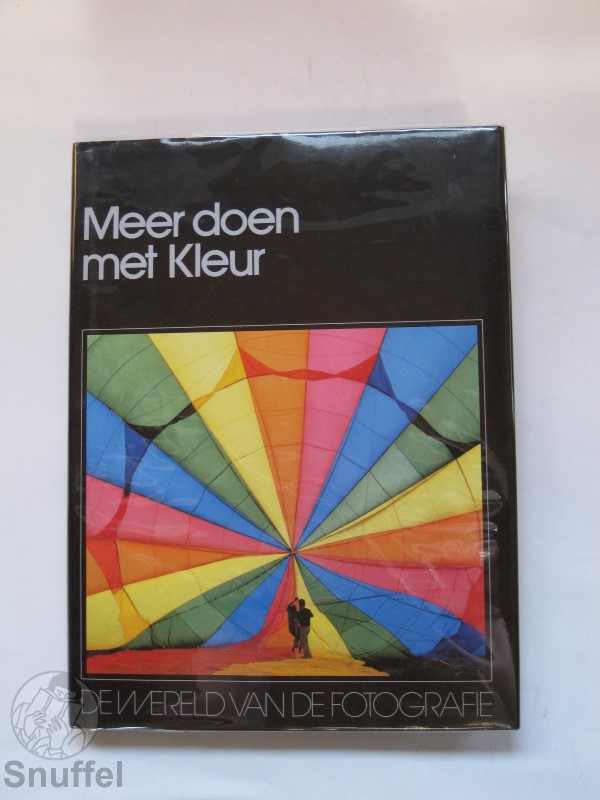 Meer doen
met Kleur
DE WERELD VAN DE FOTOGRAFIE
Snuffel